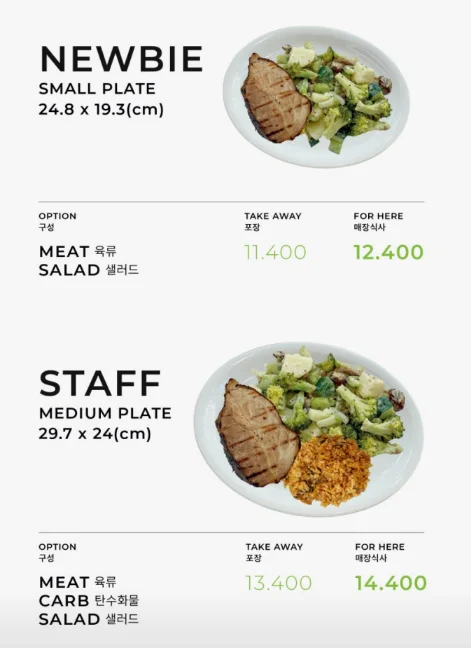 NEWBIE
SMALL PLATE
24.8 x 19.3(cm)
OPTION TAKE AWAY FOR HERE
구성 포장 매장식사
MEAT 육류 11.400 12.400
SALAD 샐러드
STAFF
MEDIUM PLATE
29.7 x 24(cm)
OPTION TAKE AWAY FOR HERE
구성 포장 매장식사
MEAT 육류 13.400 14.400
CARB 탄수화물
SALAD 샐러드